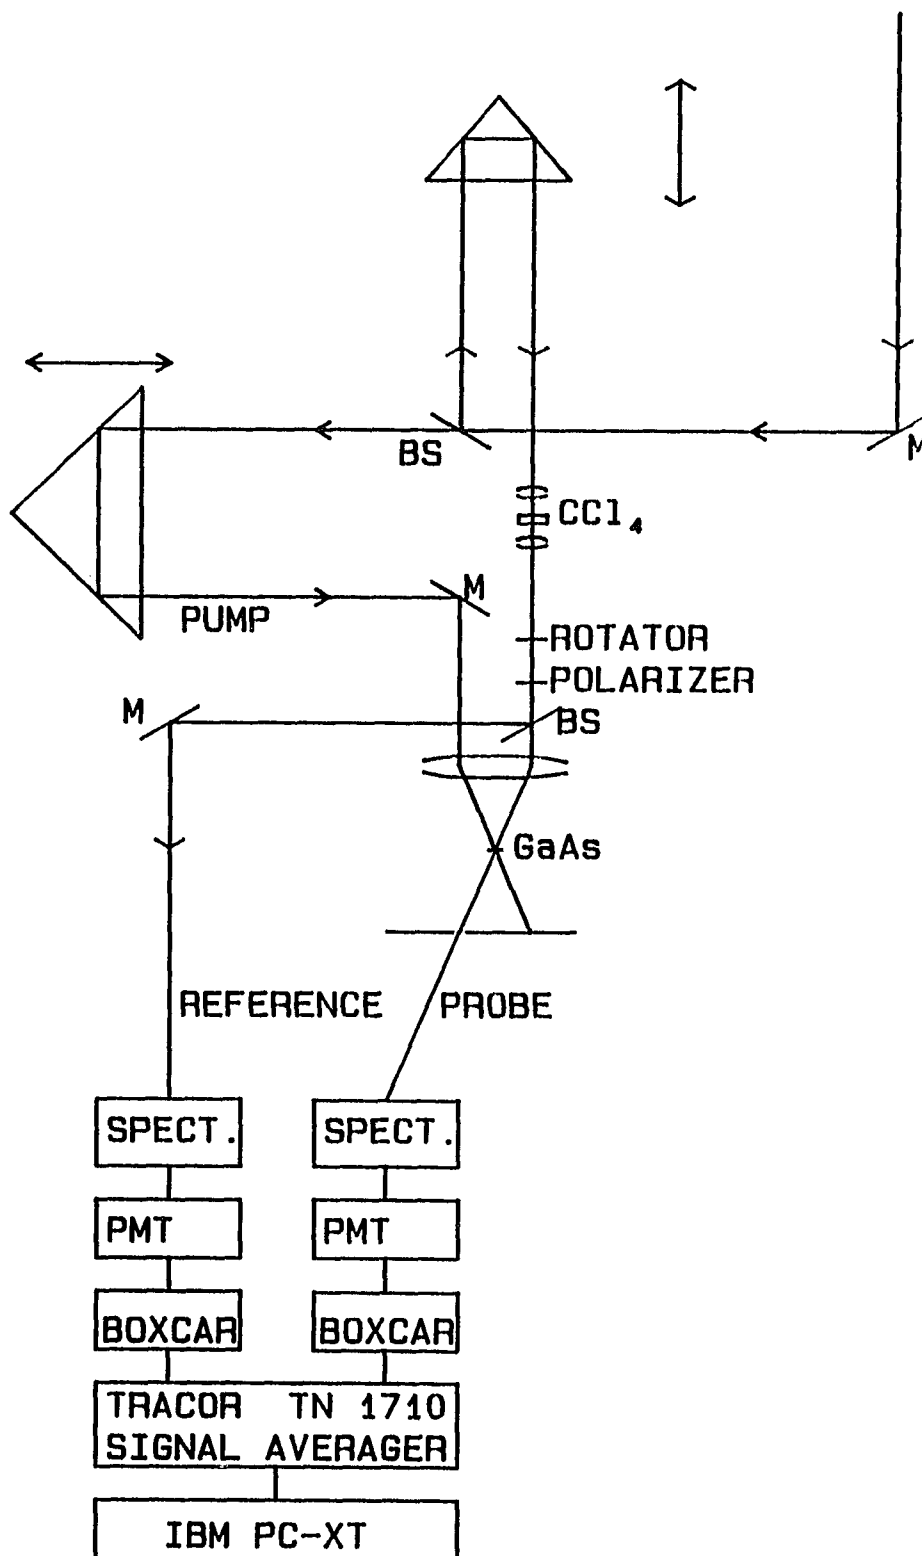 BS
M
CCl₄
M
PUMP
ROTATOR
POLARIZER
M
BS
GaAs
REFERENCE
PROBE
SPECT.
SPECT.
PMT
PMT
BOXCAR
BOXCAR
TRACOR TN 1710
SIGNAL AVERAGER
IBM PC-XT